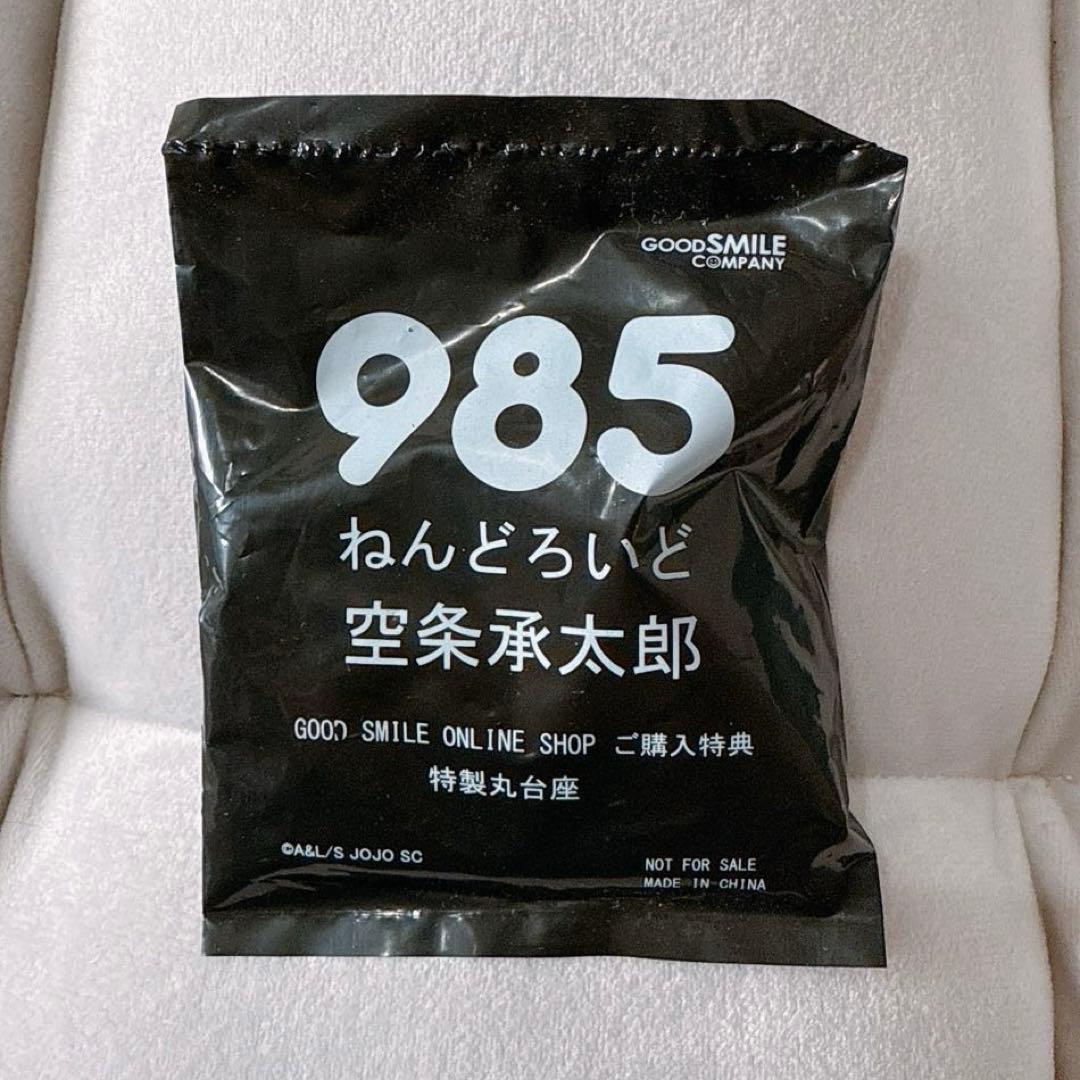 GOODSMILE
COMPANY
985
ねんどろいど
空条承太郎
GOOD SMILE ONLINE SHOP ご購入特典
特製丸台座
©A&L/S JOJO SC
NOT FOR SALE
MADE IN CHINA